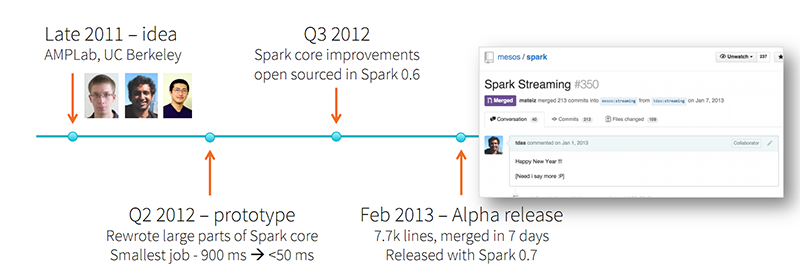 Late 2011 – idea
AMPLab, UC Berkeley
Q3 2012
Spark core improvements
open sourced in Spark 0.6
Q2 2012 – prototype
Rewrote large parts of Spark core
Smallest job - 900 ms → <50 ms
Feb 2013 – Alpha release
7.7k lines, merged in 7 days
Released with Spark 0.7
mesos / spark
Unwatch 237
Spark Streaming #350
Merged mateiz merged 213 commits into mesos:streaming from tdas:streaming on Jan 7, 2013
Conversation 40 Commits 213 Files changed 109
tdas commented on Jan 1, 2013 Collaborator
Happy New Year !!!
[Need I say more :P]